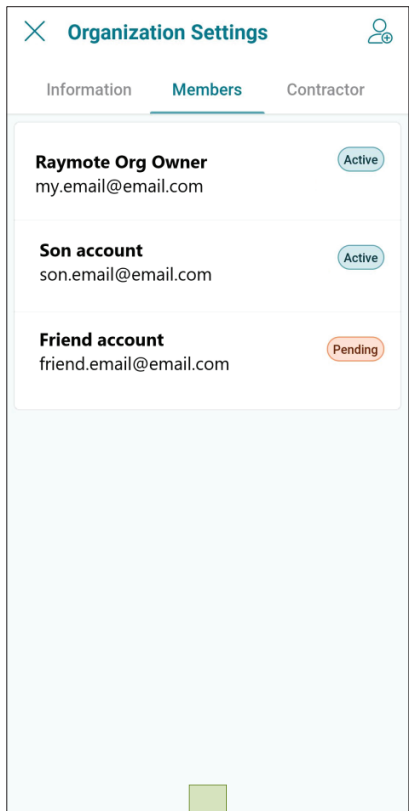 Organization Settings
Information Members Contractor
Raymote Org Owner Active
my.email@email.com
Son account Active
son.email@email.com
Friend account Pending
friend.email@email.com